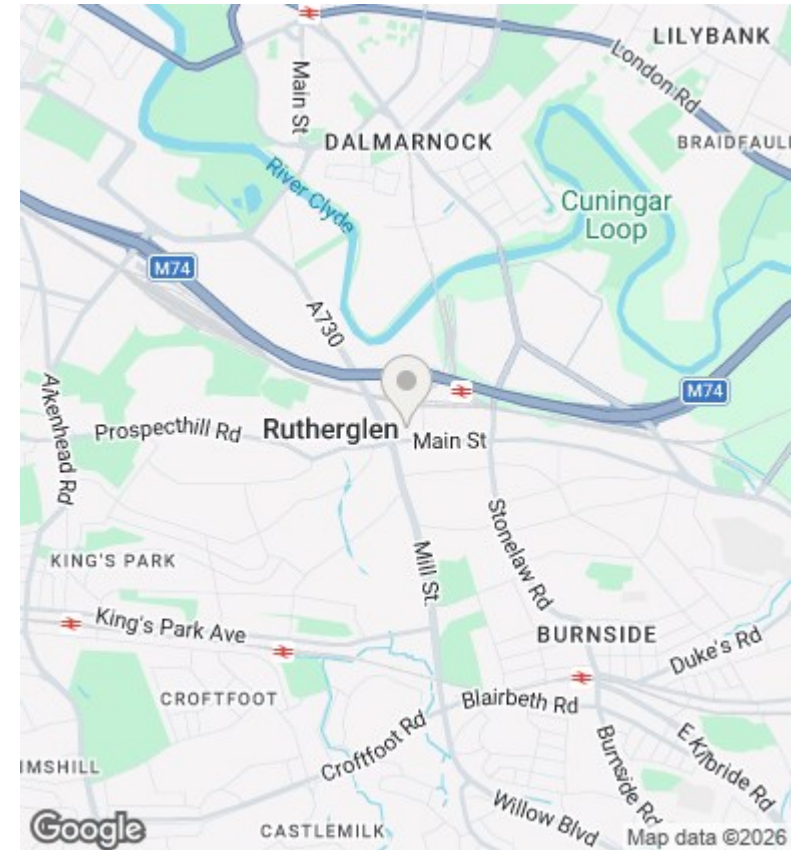 LILYBANK
London Rd
Main St
DALMARNOCK
BRAIDFAUL
River Clyde
Cuningar
Loop
M74
A730
M74
Aikenhead Rd
Prospecthill Rd
Rutherglen
Main St
Stonelaw Rd
KING'S PARK
Mill St
King's Park Ave
BURNSIDE
Duke's Rd
CROFTFOOT
Blairbeth Rd
Croftfoot Rd
E Kilbride Rd
Burnside Rd
IMSHILL
Willow Blvd
Google
CASTLEMILK
Map data ©2026